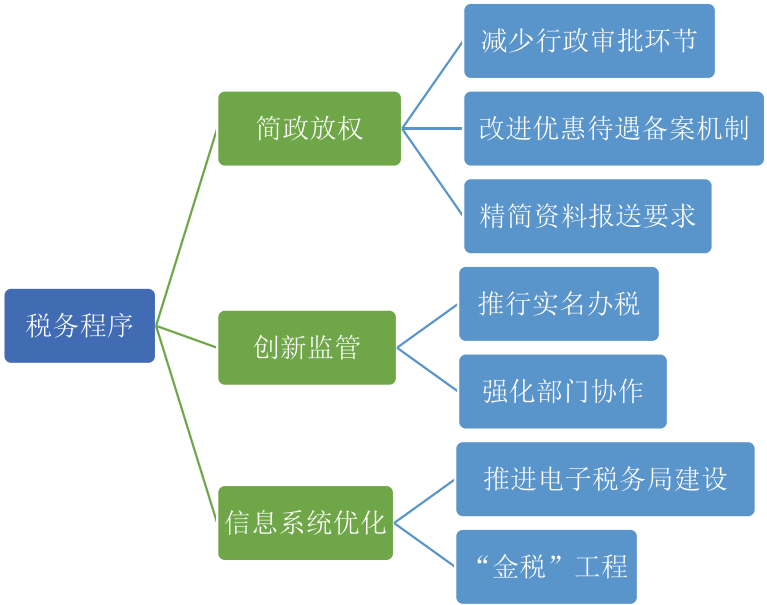 税务程序
简政放权
减少行政审批环节
改进优惠待遇备案机制
精简资料报送要求
创新监管
推行实名办税
强化部门协作
信息系统优化
推进电子税务局建设
“金税”工程